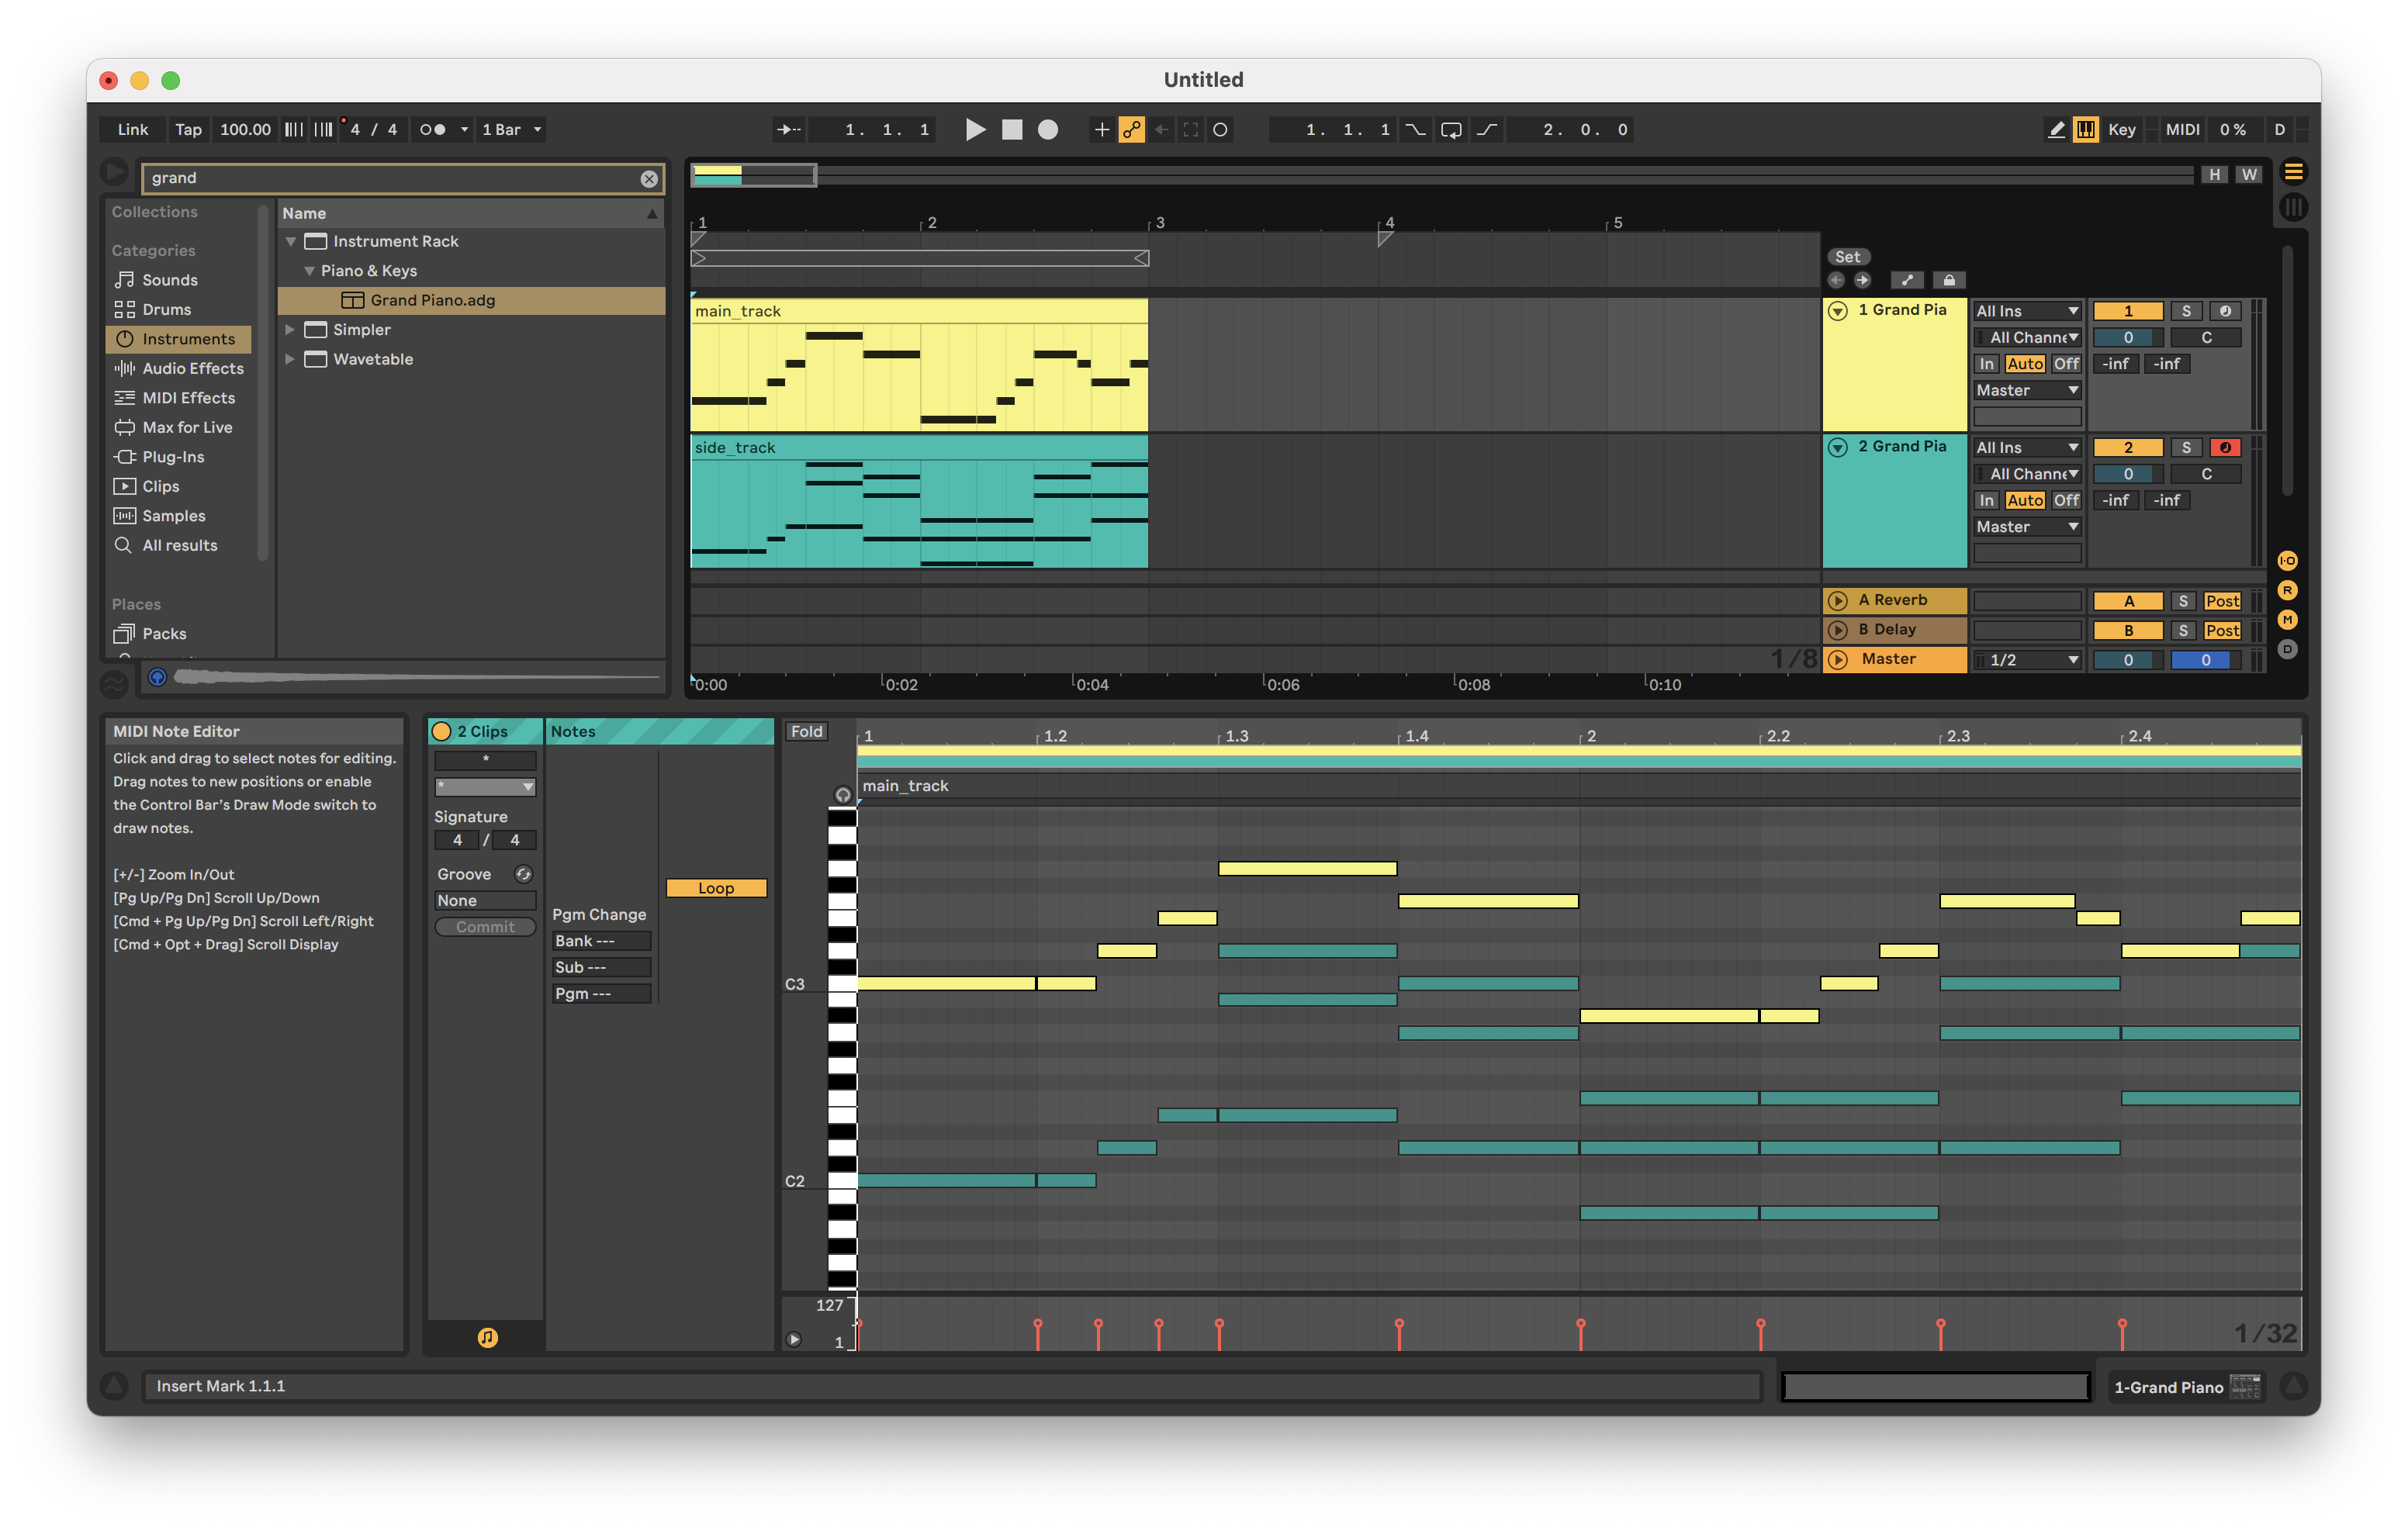 Untitled
Link Tap 100.00 4 / 4 1 Bar 1. 1. 1 1. 1. 1 2. 0. 0 Key MIDI 0 % D
grand
H W
Collections
Categories
Sounds
Drums
Instruments
Audio Effects
MIDI Effects
Max for Live
Plug-Ins
Clips
Samples
All results
Places
Packs
Name
Instrument Rack
Piano & Keys
Grand Piano.adg
Simpler
Wavetable
1 2 3 4 5
Set
main_track
1 Grand Pia All Ins 1 S
All Channe 0 C
In Auto Off -inf -inf
Master
side_track
2 Grand Pia All Ins 2 S
All Channe 0 C
In Auto Off -inf -inf
Master
I·O
R
M
D
A Reverb A S Post
B Delay B S Post
1/8 Master 1/2 0 0
0:00 0:02 0:04 0:06 0:08 0:10
MIDI Note Editor
Click and drag to select notes for editing.
Drag notes to new positions or enable
the Control Bar's Draw Mode switch to
draw notes.
[+/-] Zoom In/Out
[Pg Up/Pg Dn] Scroll Up/Down
[Cmd + Pg Up/Pg Dn] Scroll Left/Right
[Cmd + Opt + Drag] Scroll Display
2 Clips
*
*
Signature
4 / 4
Groove
None
Commit
Notes
Loop
Pgm Change
Bank ---
Sub ---
Pgm ---
Fold 1 1.2 1.3 1.4 2 2.2 2.3 2.4
main_track
C3
C2
127
1
1/32
Insert Mark 1.1.1
1-Grand Piano